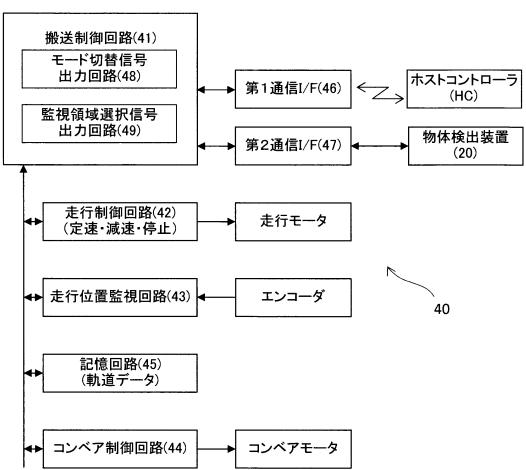 搬送制御回路(41)
モード切替信号
出力回路(48)
監視領域選択信号
出力回路(49)
第1通信I/F(46)
ホストコントローラ
(HC)
第2通信I/F(47)
物体検出装置
(20)
走行制御回路(42)
(定速・減速・停止)
走行モータ
走行位置監視回路(43)
エンコーダ
40
記憶回路(45)
(軌道データ)
コンベア制御回路(44)
コンベアモータ